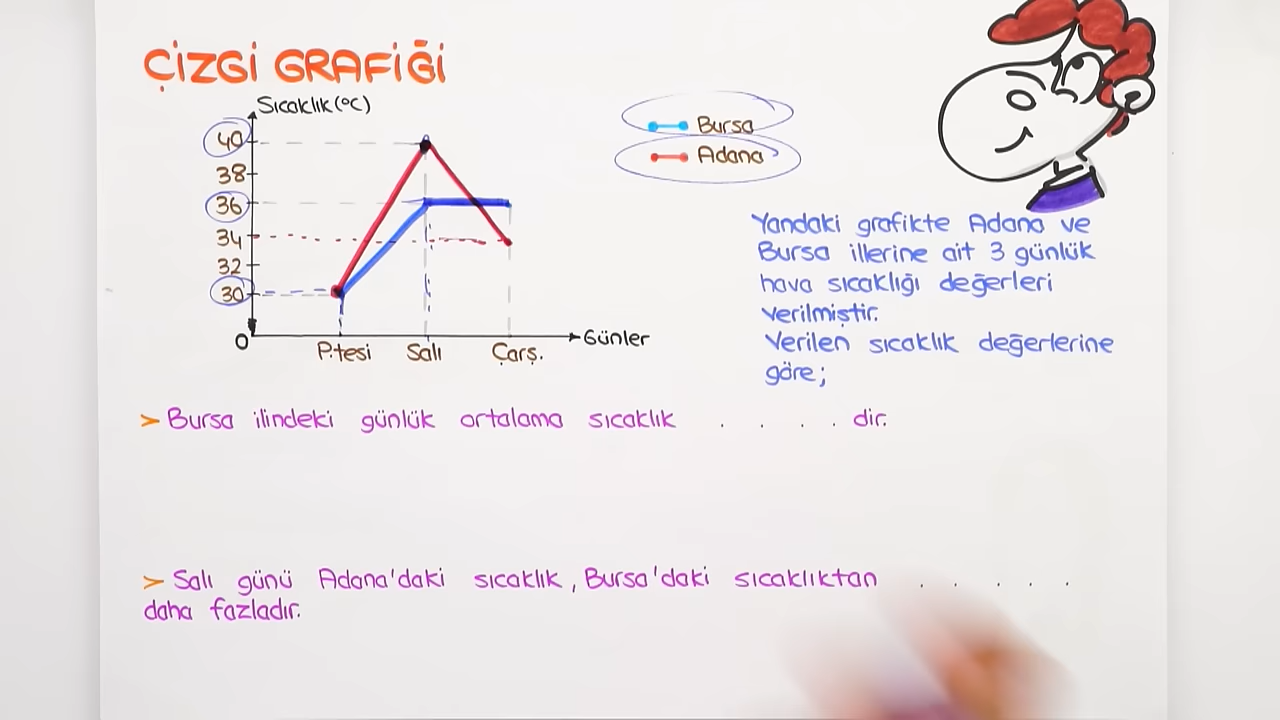 ÇİZGİ GRAFİĞİ
Sıcaklık (°C)
40
38
36
34
32
30
0
P.tesi Salı Çarş.
Günler
Bursa
Adana
Yandaki grafikte Adana ve
Bursa illerine ait 3 günlük
hava sıcaklığı değerleri
verilmiştir.
Verilen sıcaklık değerlerine
göre;
> Bursa ilindeki günlük ortalama sıcaklık . . . . dir.
> Salı günü Adana'daki sıcaklık, Bursa'daki sıcaklıktan . . . . .
daha fazladır.